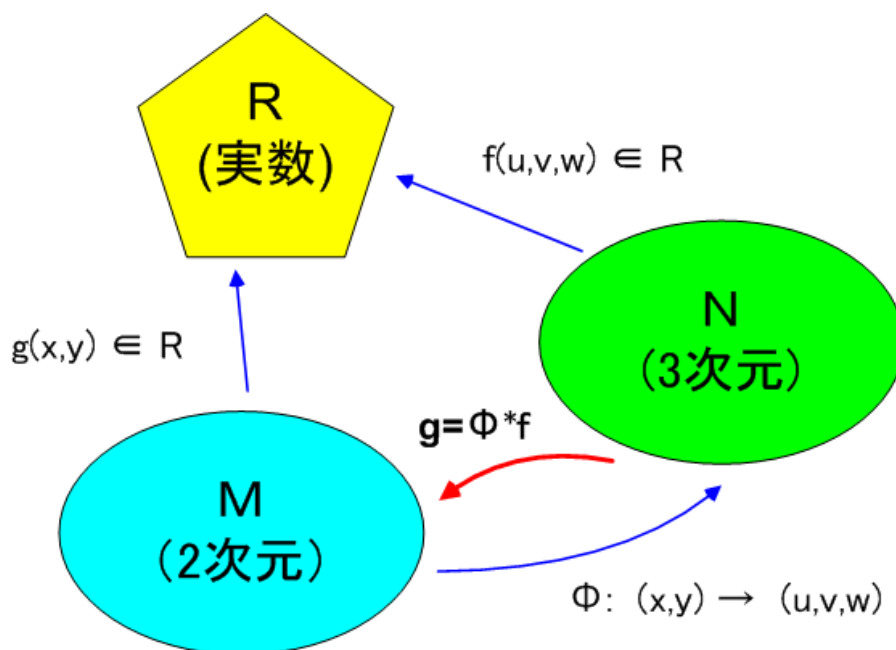 R
(実数)
f(u,v,w) ∈ R
N
(3次元)
g(x,y) ∈ R
g=Φ*f
M
(2次元)
Φ: (x,y) → (u,v,w)